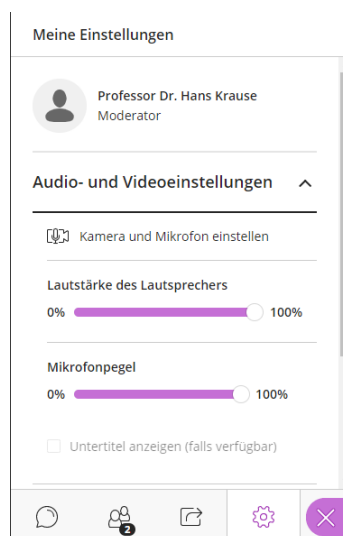 Meine Einstellungen
Professor Dr. Hans Krause
Moderator
Audio- und Videoeinstellungen
Kamera und Mikrofon einstellen
Lautstärke des Lautsprechers
0% 100%
Mikrofonpegel
0% 100%
Untertitel anzeigen (falls verfügbar)
2